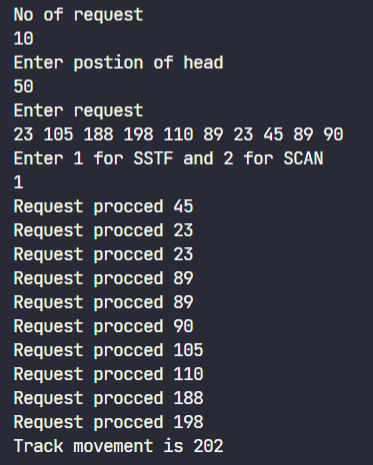 No of request
10
Enter postion of head
50
Enter request
23 105 188 198 110 89 23 45 89 90
Enter 1 for SSTF and 2 for SCAN
1
Request procced 45
Request procced 23
Request procced 23
Request procced 89
Request procced 89
Request procced 90
Request procced 105
Request procced 110
Request procced 188
Request procced 198
Track movement is 202